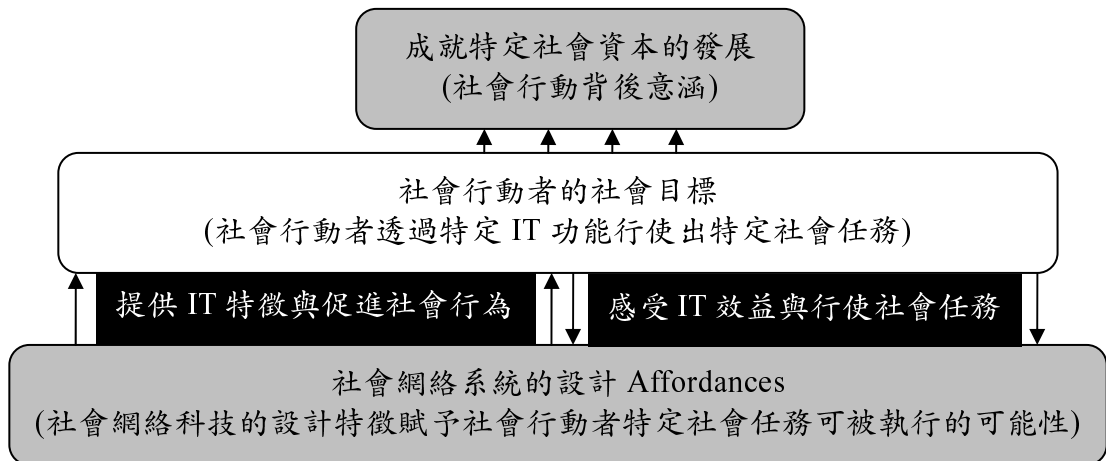 成就特定社會資本的發展
(社會行動背後意涵)
社會行動者的社會目標
(社會行動者透過特定 IT 功能行使出特定社會任務)
提供 IT 特徵與促進社會行為
感受 IT 效益與行使社會任務
社會網絡系統的設計 Affordances
(社會網絡科技的設計特徵賦予社會行動者特定社會任務可被執行的可能性)